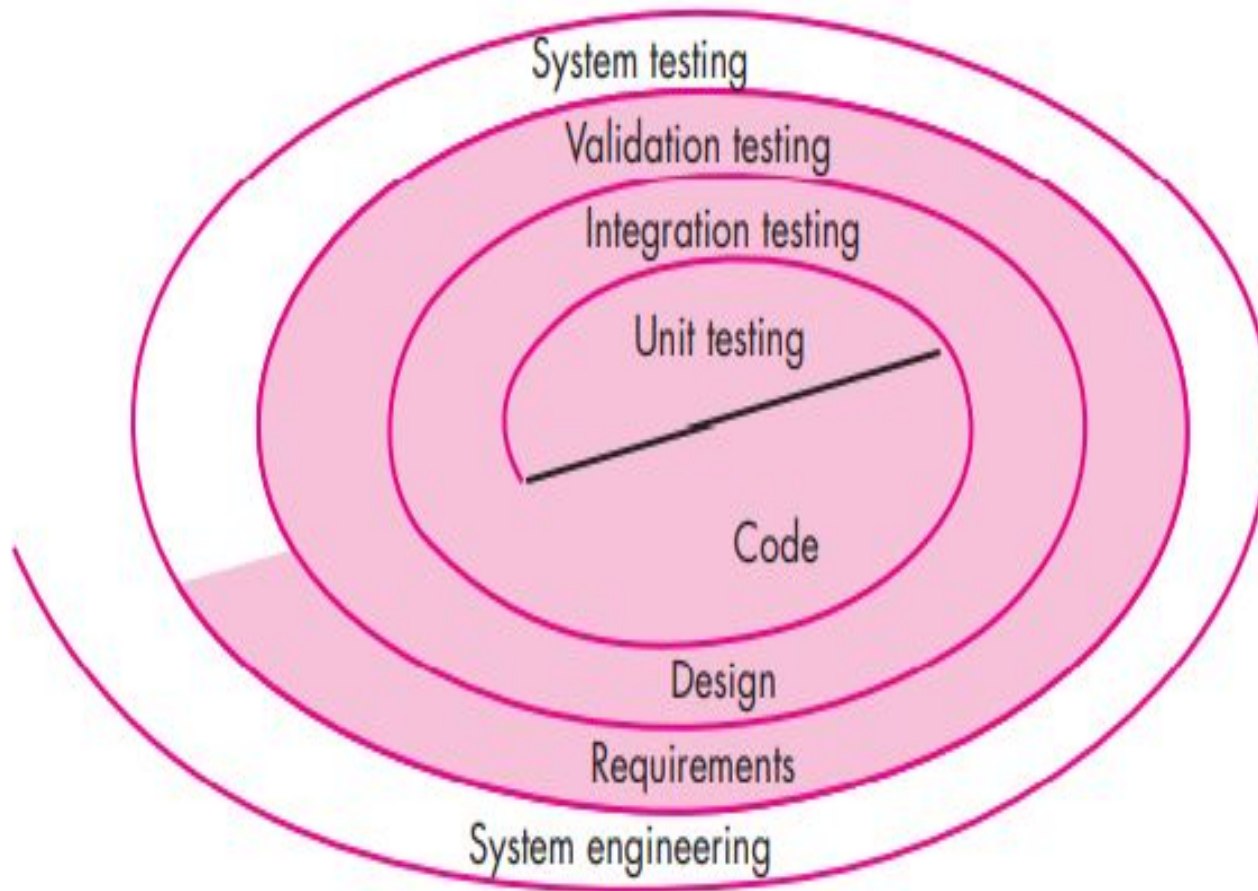 System testing
Validation testing
Integration testing
Unit testing
Code
Design
Requirements
System engineering